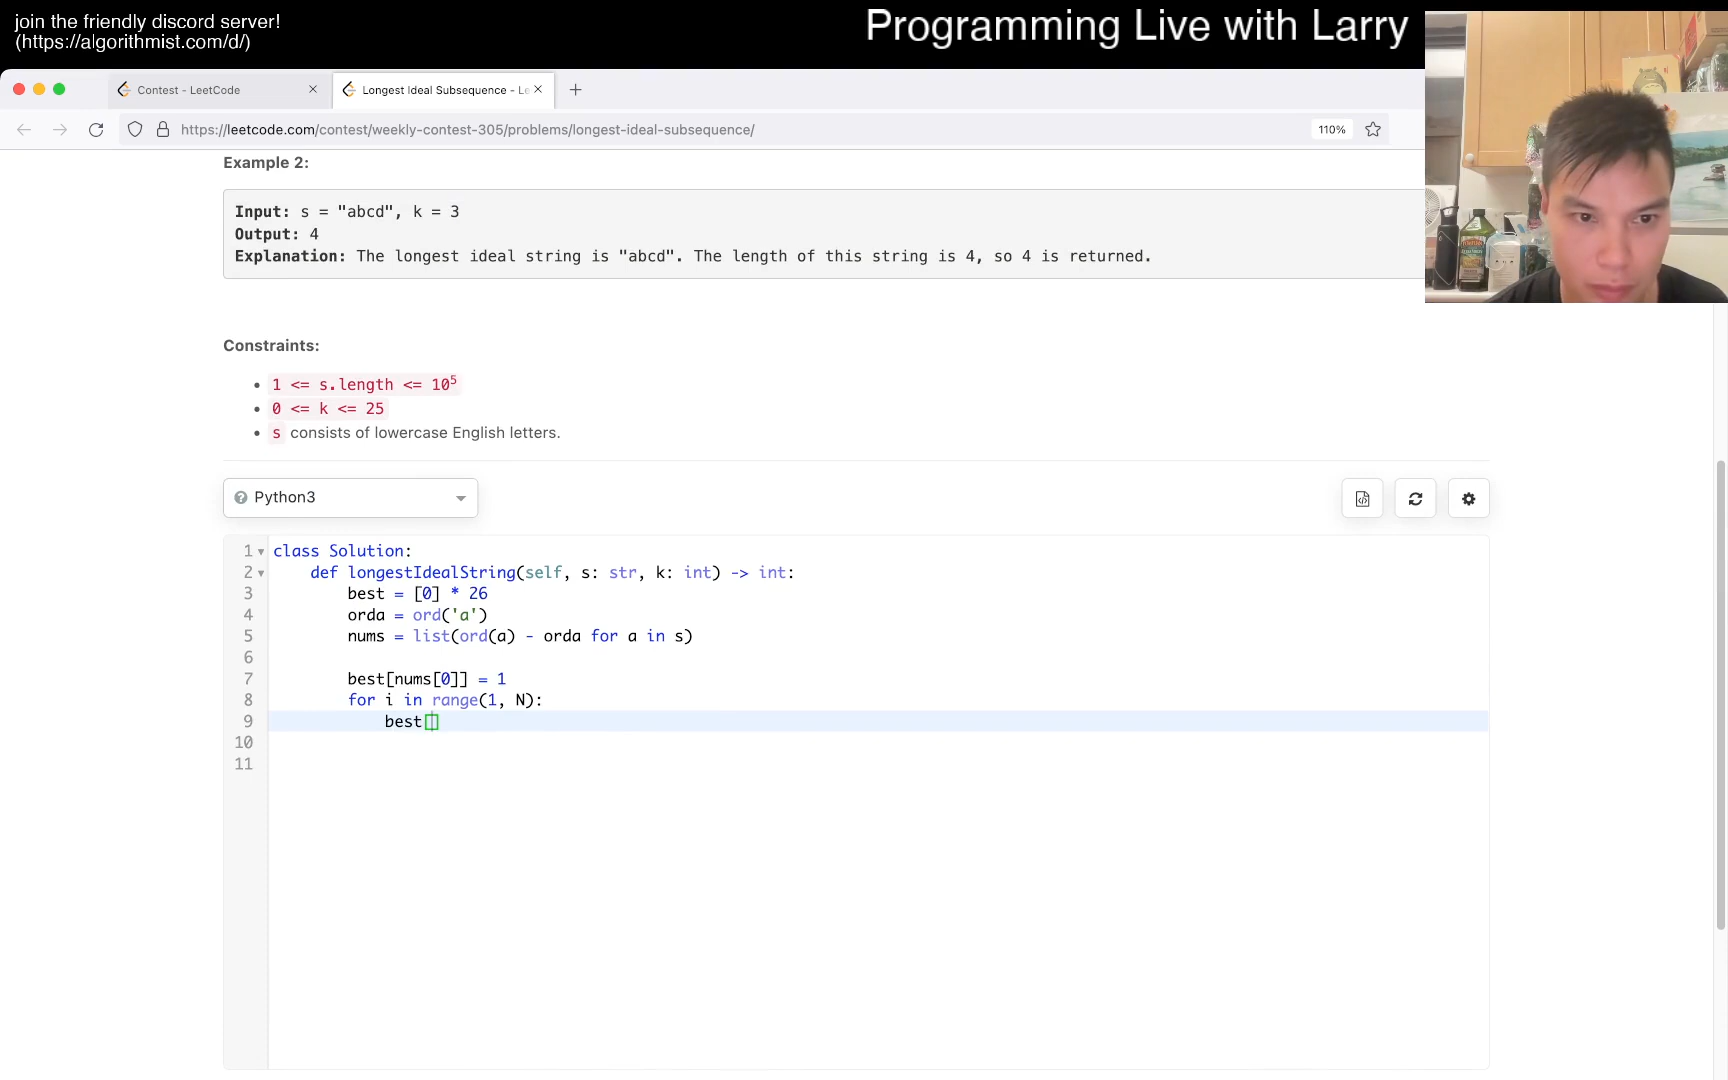 join the friendly discord server!
(https://algorithmist.com/d/)
Programming Live with Larry
Contest - LeetCode
Longest Ideal Subsequence - Le
https://leetcode.com/contest/weekly-contest-305/problems/longest-ideal-subsequence/
110%
Example 2:
Input: s = "abcd", k = 3
Output: 4
Explanation: The longest ideal string is "abcd". The length of this string is 4, so 4 is returned.
Constraints:
• 1 <= s.length <= 10⁵
• 0 <= k <= 25
• s consists of lowercase English letters.
Python3
1 class Solution:
2 def longestIdealString(self, s: str, k: int) -> int:
3 best = [0] * 26
4 orda = ord('a')
5 nums = list(ord(a) - orda for a in s)
6
7 best[nums[0]] = 1
8 for i in range(1, N):
9 best[]
10
11